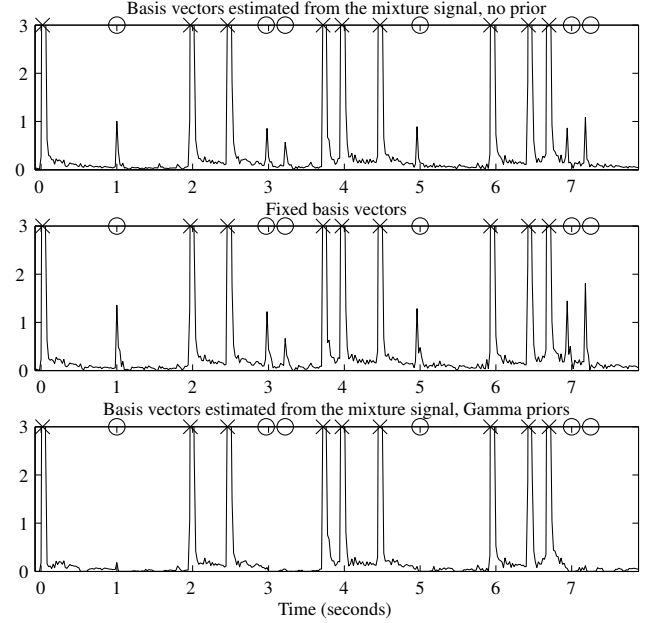 Basis vectors estimated from the mixture signal, no prior
3
2
1
0
0 1 2 3 4 5 6 7
Fixed basis vectors
3
2
1
0
0 1 2 3 4 5 6 7
Basis vectors estimated from the mixture signal, Gamma priors
3
2
1
0
0 1 2 3 4 5 6 7
Time (seconds)